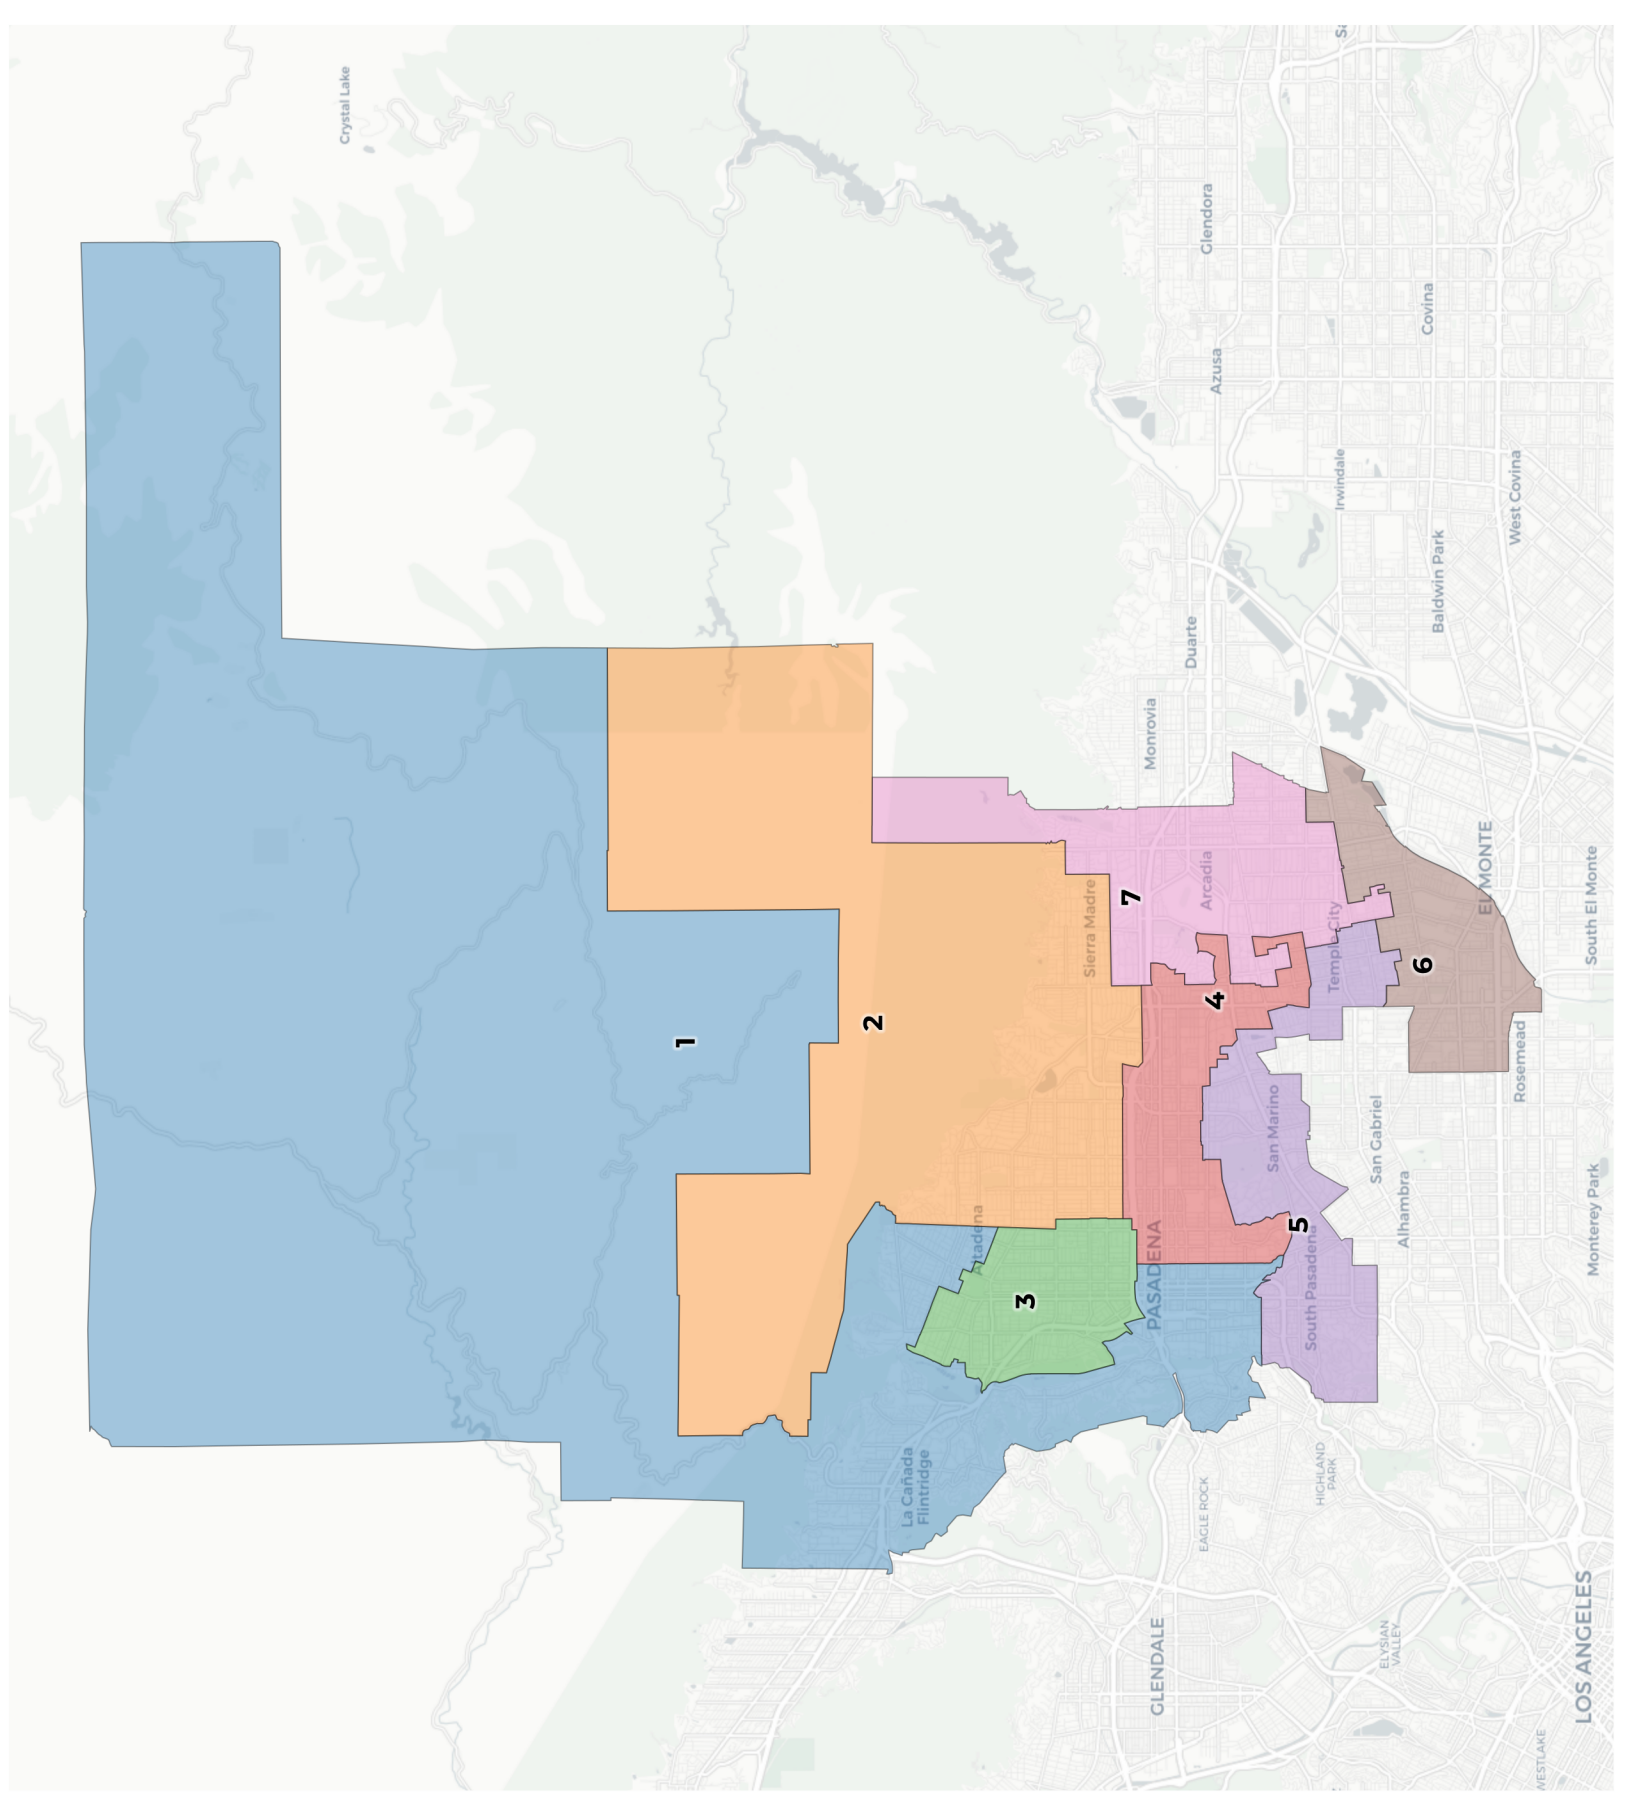 Crystal Lake
Glendora
Azusa
Covina
Irwindale
West Covina
Baldwin Park
Duarte
Monrovia
EL MONTE
South El Monte
Arcadia
Sierra Madre
Temple City
Rosemead
San Marino
San Gabriel
Alhambra
Monterey Park
Altadena
PASADENA
South Pasadena
La Cañada
Flintridge
HIGHLAND
PARK
EAGLE ROCK
GLENDALE
ELYSIAN
VALLEY
LOS ANGELES
1
2
3
4
5
6
7